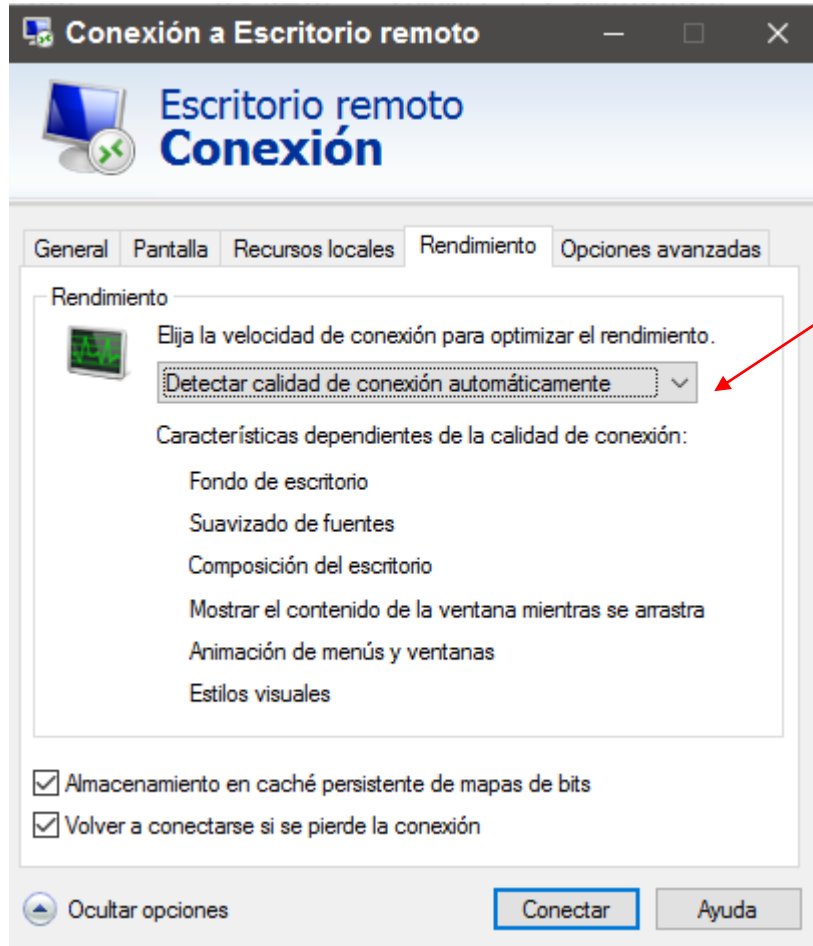 Conexión a Escritorio remoto
Escritorio remoto
Conexión
General Pantalla Recursos locales Rendimiento Opciones avanzadas
Rendimiento
Elija la velocidad de conexión para optimizar el rendimiento.
Detectar calidad de conexión automáticamente
Características dependientes de la calidad de conexión:
Fondo de escritorio
Suavizado de fuentes
Composición del escritorio
Mostrar el contenido de la ventana mientras se arrastra
Animación de menús y ventanas
Estilos visuales
Almacenamiento en caché persistente de mapas de bits
Volver a conectarse si se pierde la conexión
Ocultar opciones Conectar Ayuda